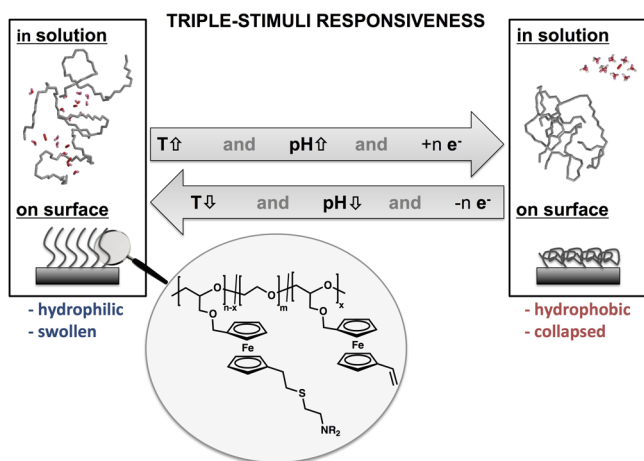 TRIPLE-STIMULI RESPONSIVENESS
in solution
in solution
T⇧ and pH⇧ and +n e⁻
T⇩ and pH⇩ and -n e⁻
on surface
on surface
- hydrophilic
- swollen
- hydrophobic
- collapsed
O n-x O m O x
O O
Fe Fe
S
NR₂